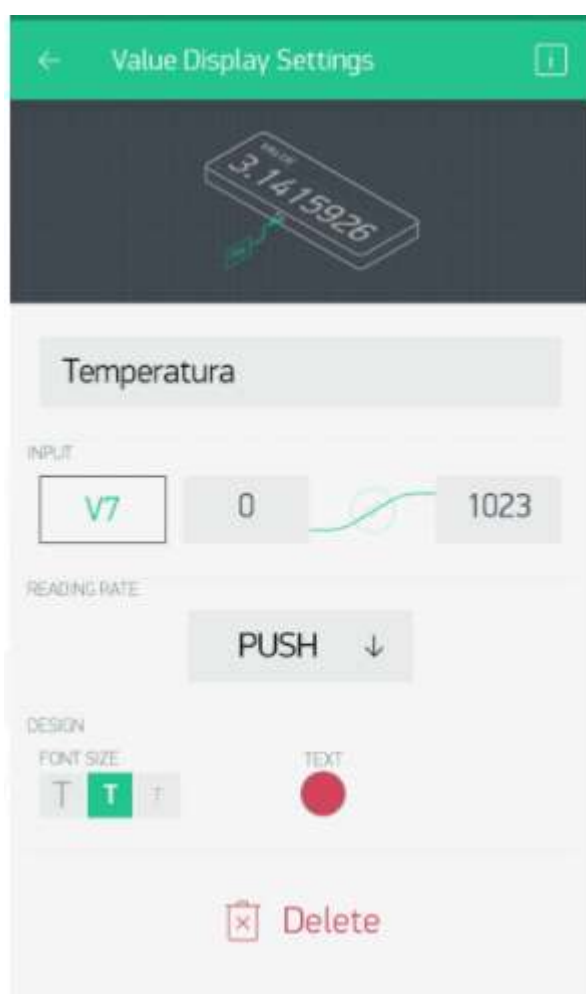 ← Value Display Settings i
VALUE
3.1415926
Temperatura
INPUT
V7 0 1023
READING RATE
PUSH ↓
DESIGN
FONT SIZE TEXT
T T T
Delete